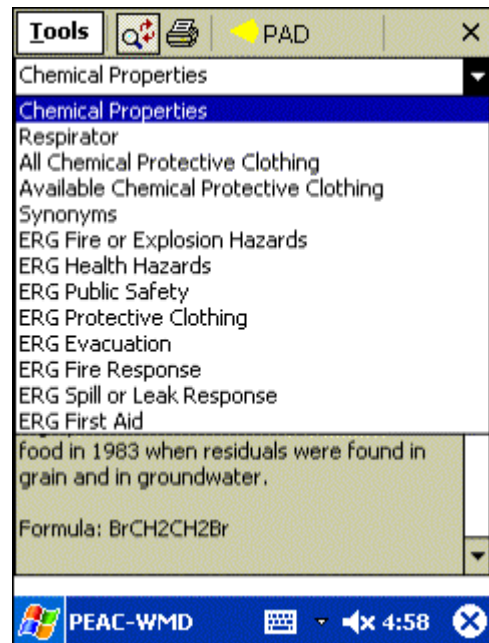 Tools PAD
Chemical Properties
Chemical Properties
Respirator
All Chemical Protective Clothing
Available Chemical Protective Clothing
Synonyms
ERG Fire or Explosion Hazards
ERG Health Hazards
ERG Public Safety
ERG Protective Clothing
ERG Evacuation
ERG Fire Response
ERG Spill or Leak Response
ERG First Aid
food in 1983 when residuals were found in
grain and in groundwater.
Formula: BrCH2CH2Br
PEAC-WMD 4:58